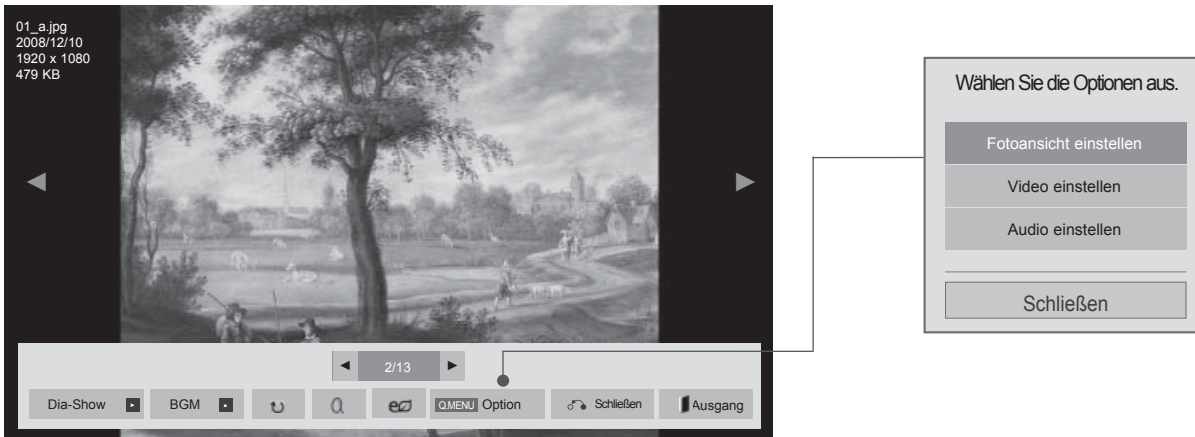 01_a.jpg
2008/12/10
1920 x 1080
479 KB
2/13
Dia-Show
BGM
Q.MENU Option
Schließen
Ausgang
Wählen Sie die Optionen aus.
Fotoansicht einstellen
Video einstellen
Audio einstellen
Schließen